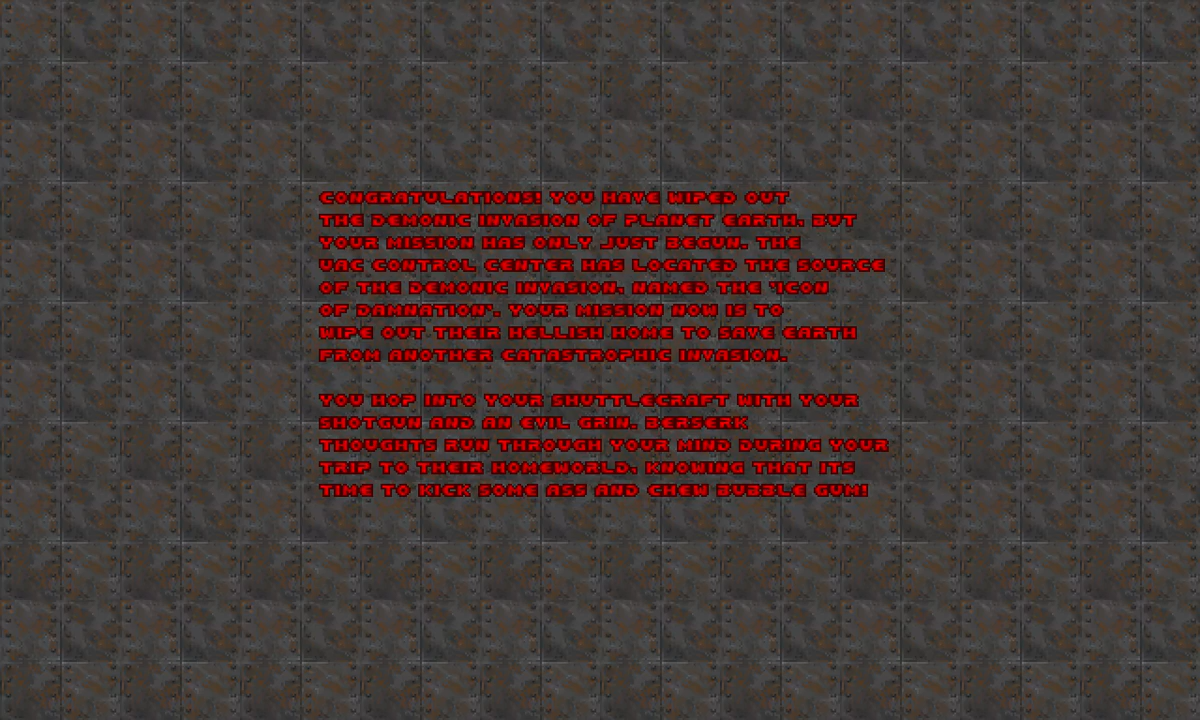 CONGRATULATIONS! YOU HAVE WIPED OUT
THE DEMONIC INVASION OF PLANET EARTH, BUT
YOUR MISSION HAS ONLY JUST BEGUN. THE
UAC CONTROL CENTER HAS LOCATED THE SOURCE
OF THE DEMONIC INVASION, NAMED THE 'ICON
OF DAMNATION'. YOUR MISSION NOW IS TO
WIPE OUT THEIR HELLISH HOME TO SAVE EARTH
FROM ANOTHER CATASTROPHIC INVASION.

YOU HOP INTO YOUR SHUTTLECRAFT WITH YOUR
SHOTGUN AND AN EVIL GRIN. BERSERK
THOUGHTS RUN THROUGH YOUR MIND DURING YOUR
TRIP TO THEIR HOMEWORLD, KNOWING THAT ITS
TIME TO KICK SOME ASS AND CHEW BUBBLE GUM!